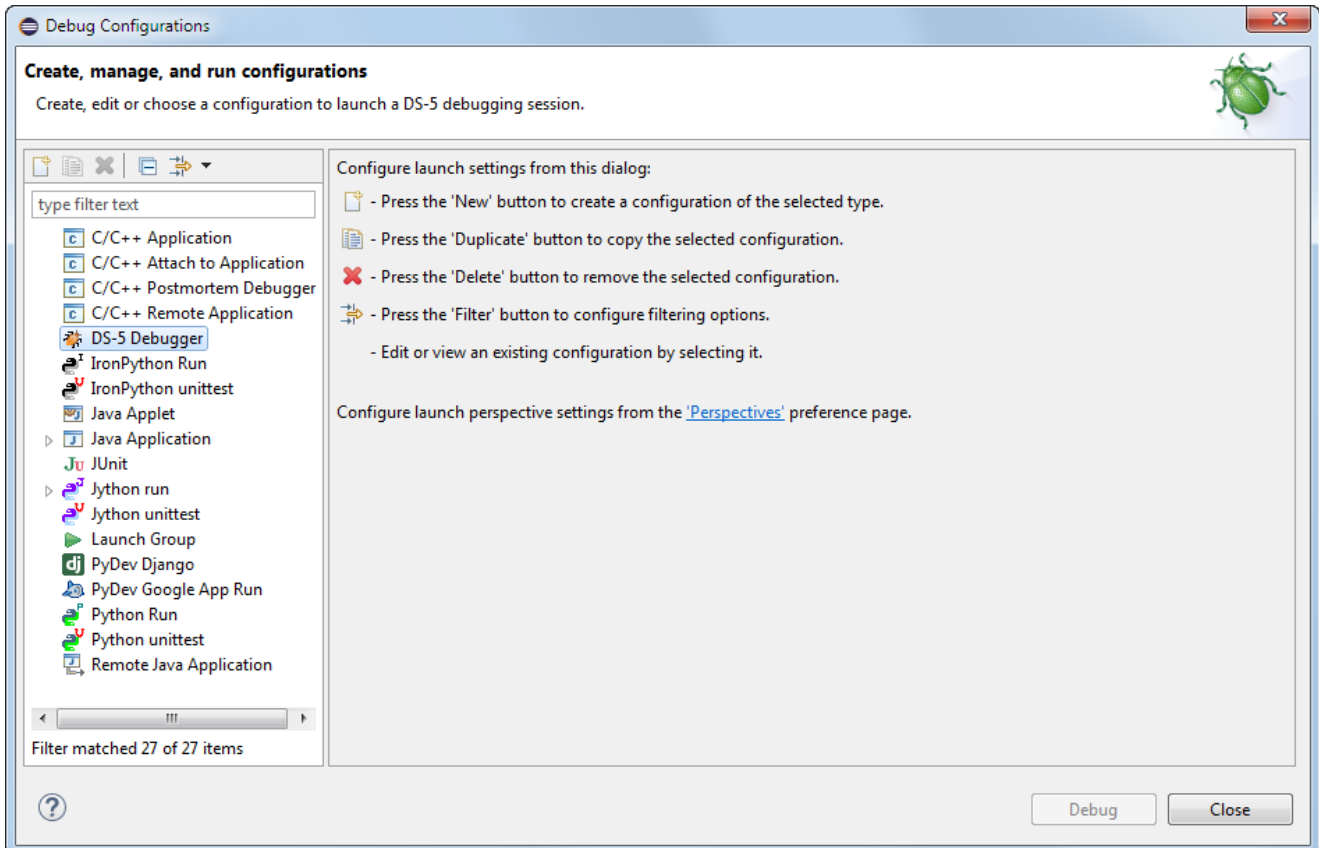 Debug Configurations
Create, manage, and run configurations
Create, edit or choose a configuration to launch a DS-5 debugging session.
type filter text
C/C++ Application
C/C++ Attach to Application
C/C++ Postmortem Debugger
C/C++ Remote Application
DS-5 Debugger
IronPython Run
IronPython unittest
Java Applet
Java Application
JUnit
Jython run
Jython unittest
Launch Group
PyDev Django
PyDev Google App Run
Python Run
Python unittest
Remote Java Application
Filter matched 27 of 27 items
Configure launch settings from this dialog:
- Press the 'New' button to create a configuration of the selected type.
- Press the 'Duplicate' button to copy the selected configuration.
- Press the 'Delete' button to remove the selected configuration.
- Press the 'Filter' button to configure filtering options.
- Edit or view an existing configuration by selecting it.
Configure launch perspective settings from the 'Perspectives' preference page.
Debug
Close